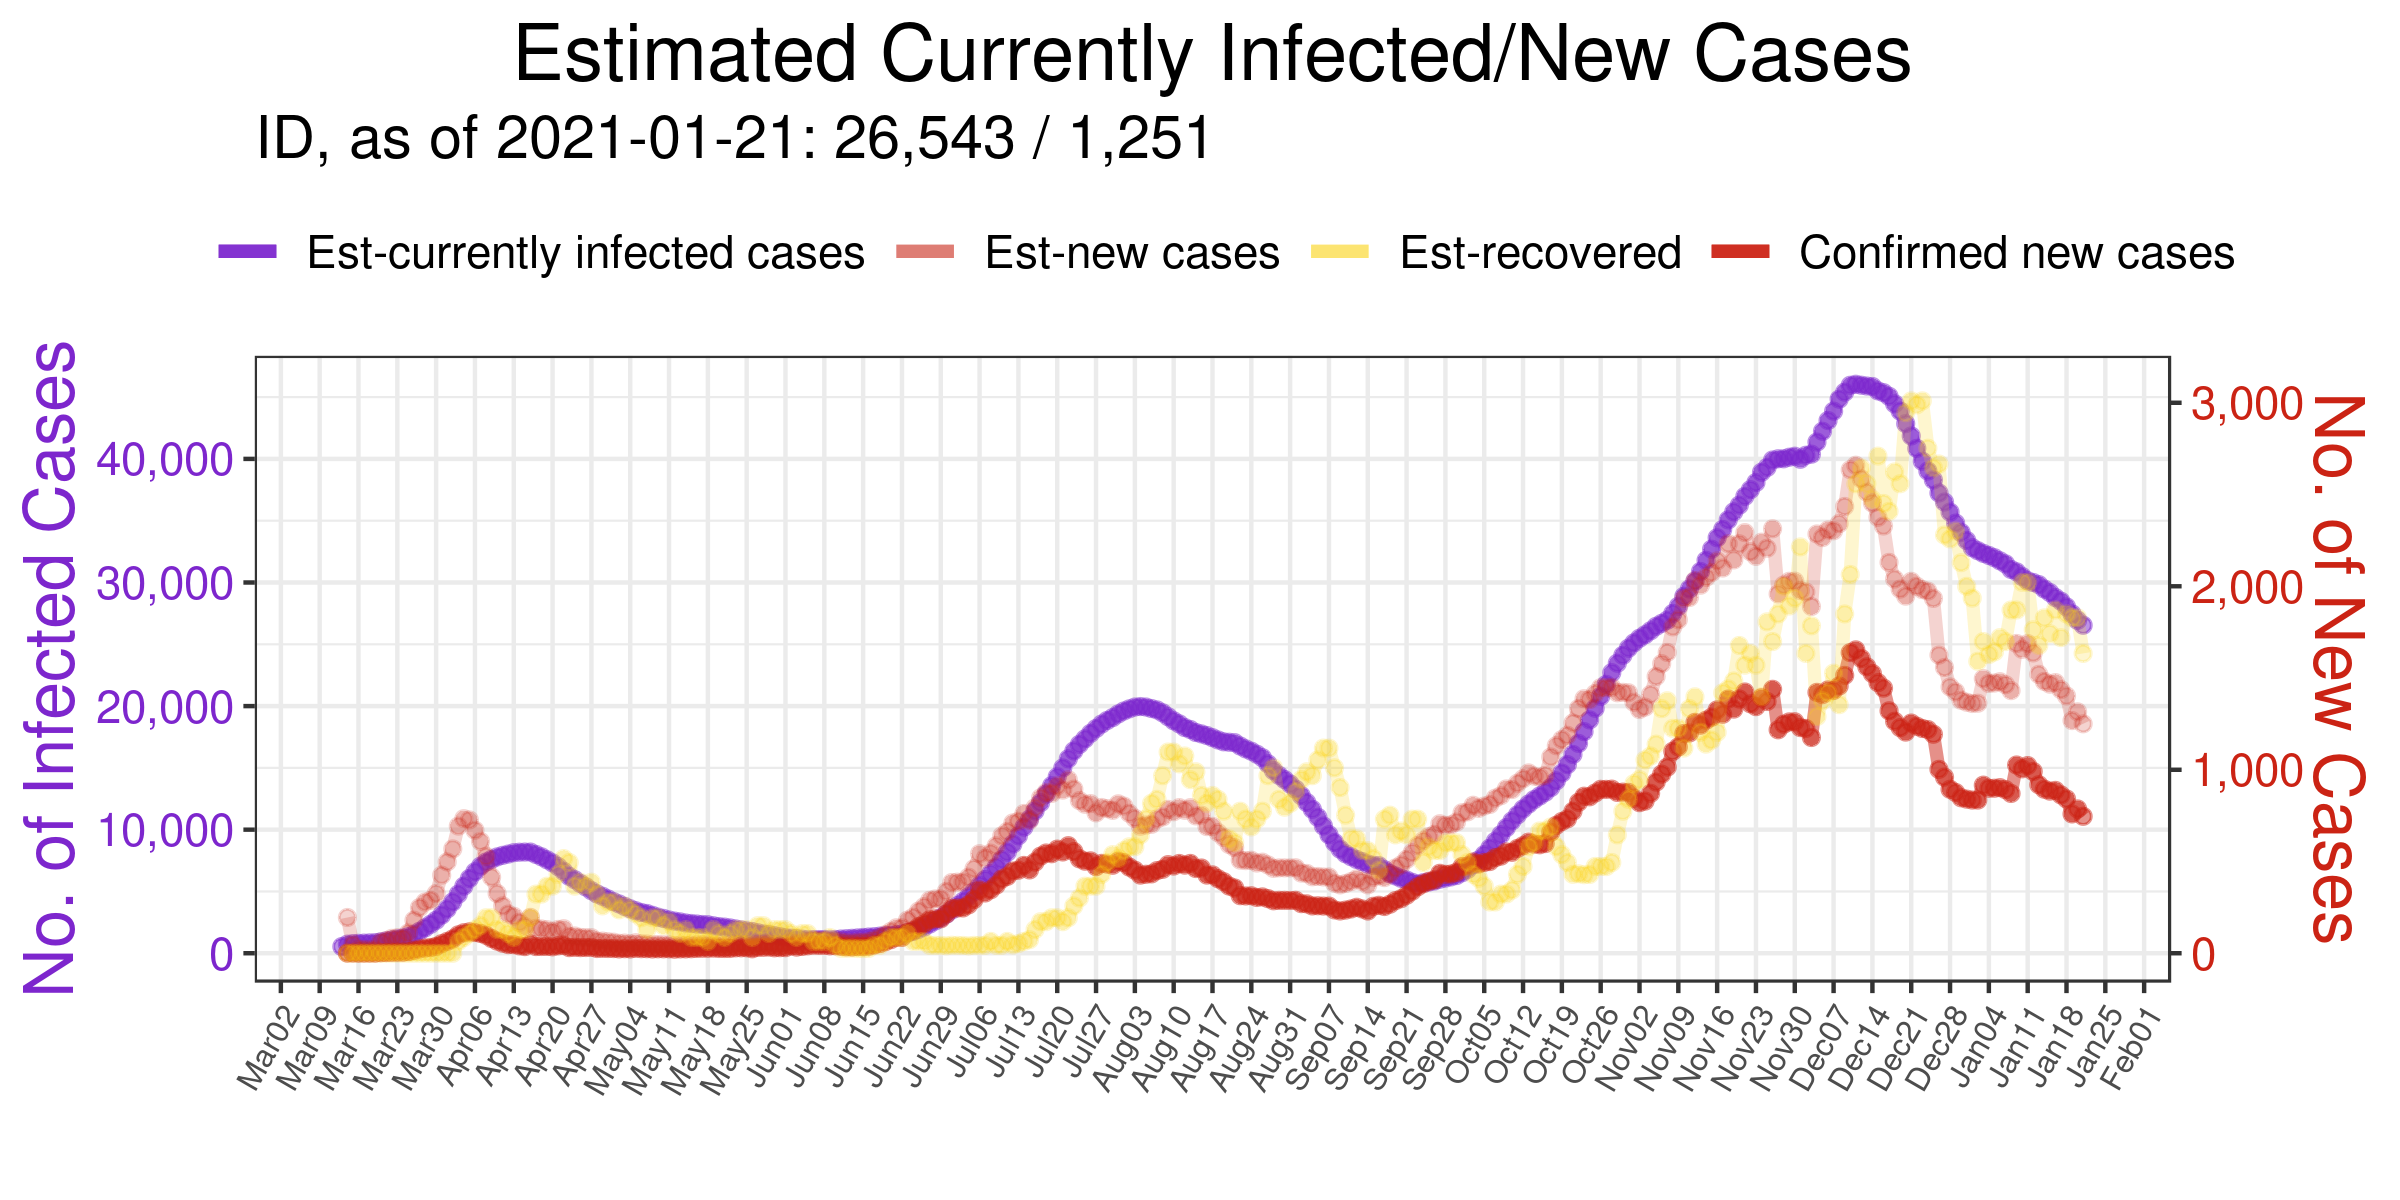 Estimated Currently Infected/New Cases
ID, as of 2021-01-21: 26,543 / 1,251
Est-currently infected cases Est-new cases Est-recovered Confirmed new cases
No. of Infected Cases
40,000
30,000
20,000
10,000
0
3,000
2,000
1,000
0
No. of New Cases
Mar02 Mar09 Mar16 Mar23 Mar30 Apr06 Apr13 Apr20 Apr27 May04 May11 May18 May25 Jun01 Jun08 Jun15 Jun22 Jun29 Jul06 Jul13 Jul20 Jul27 Aug03 Aug10 Aug17 Aug24 Aug31 Sep07 Sep14 Sep21 Sep28 Oct05 Oct12 Oct19 Oct26 Nov02 Nov09 Nov16 Nov23 Nov30 Dec07 Dec14 Dec21 Dec28 Jan04 Jan11 Jan18 Jan25 Feb01